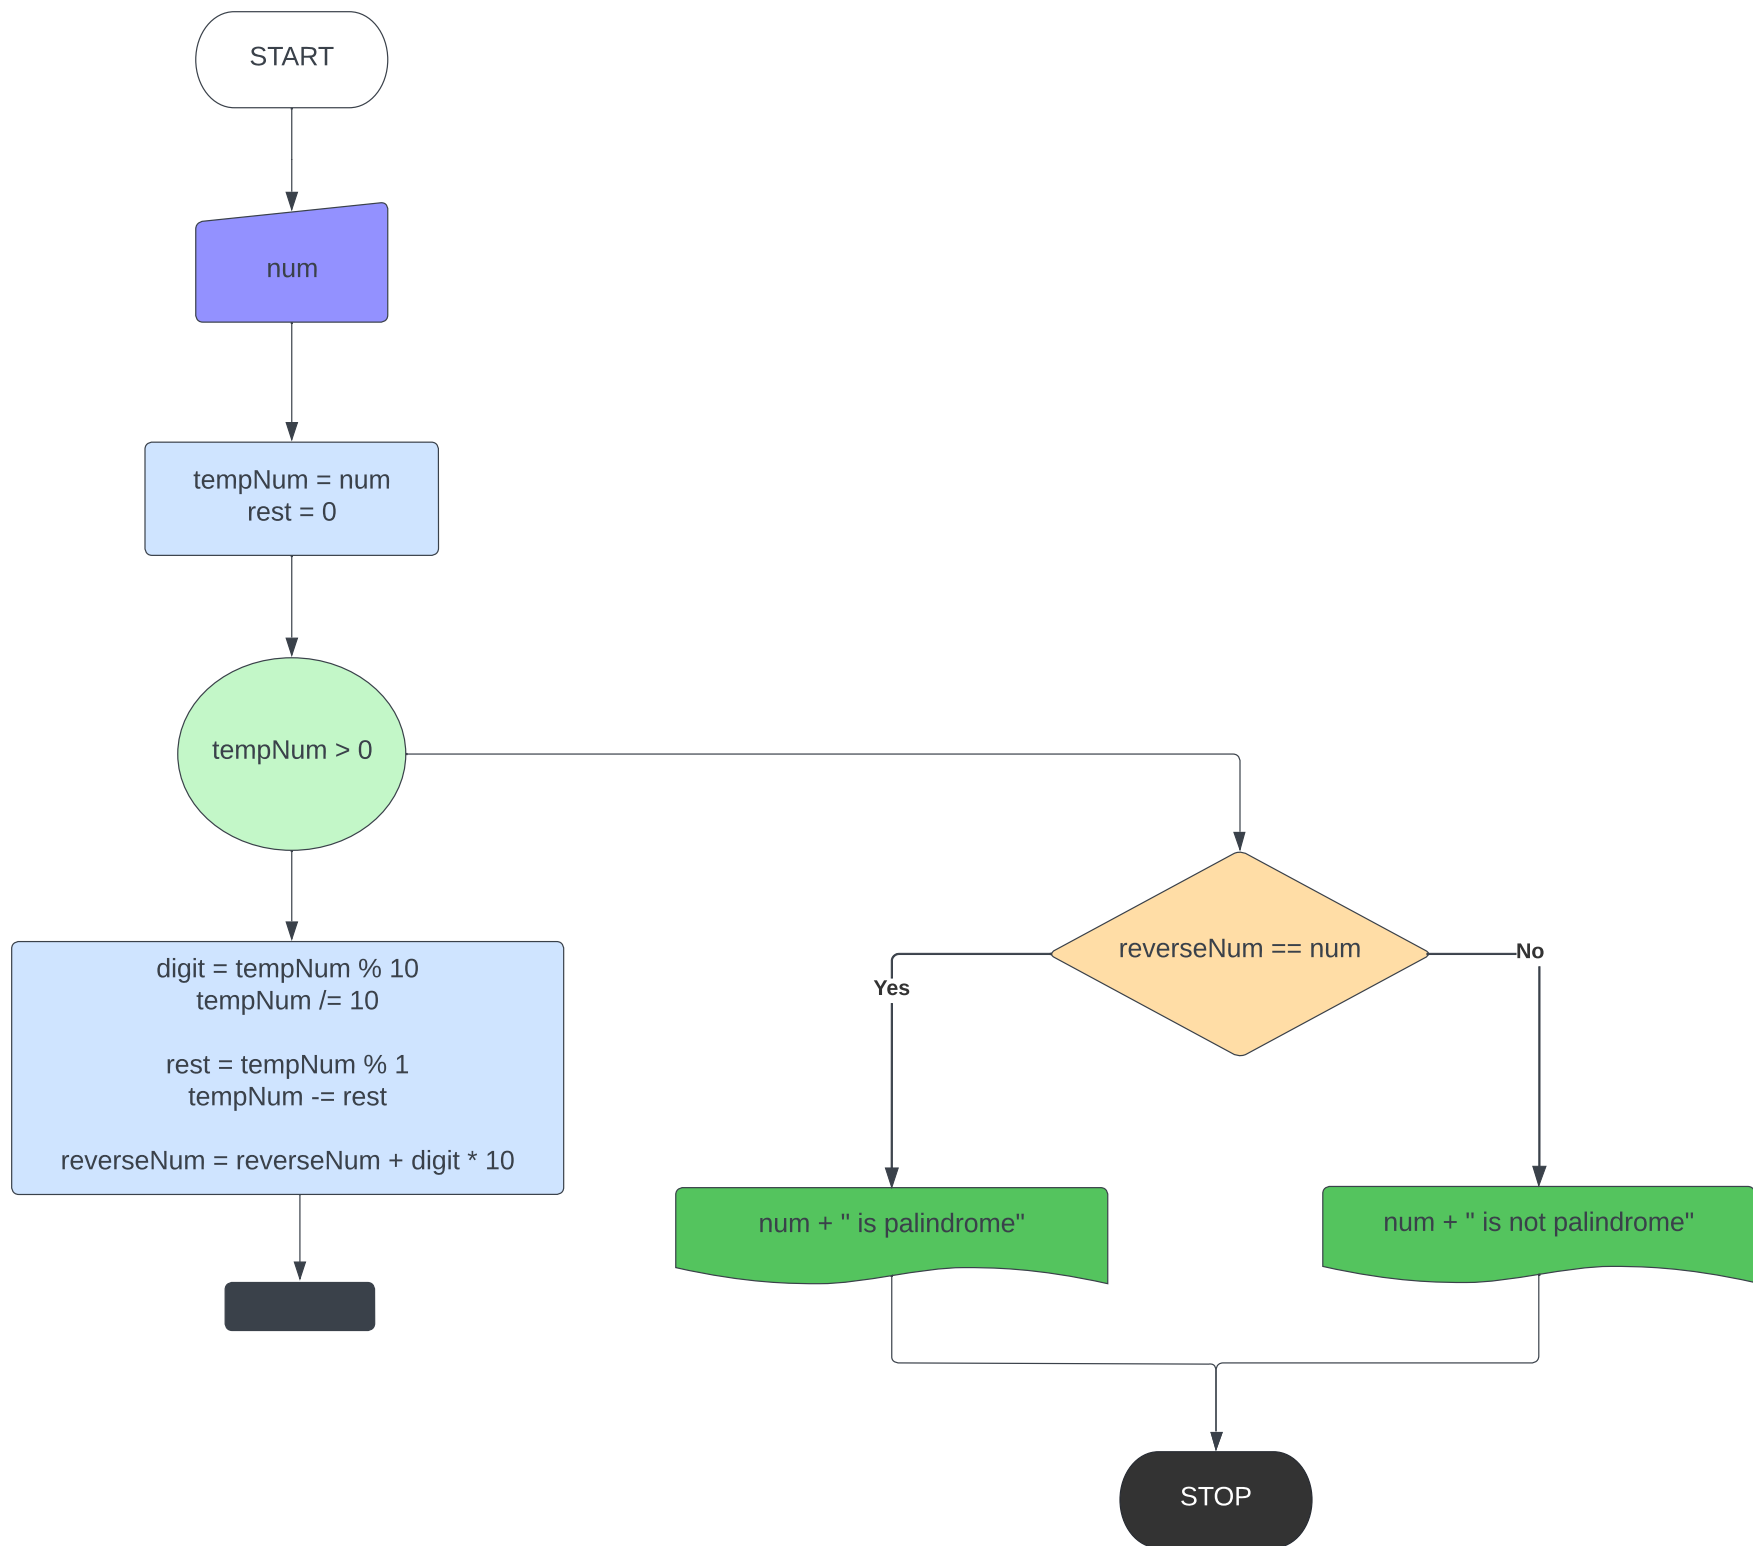 START
num
tempNum = num
rest = 0
tempNum > 0
digit = tempNum % 10
tempNum /= 10
rest = tempNum % 1
tempNum -= rest
reverseNum = reverseNum + digit * 10
reverseNum == num
Yes
No
num + " is palindrome"
num + " is not palindrome"
STOP